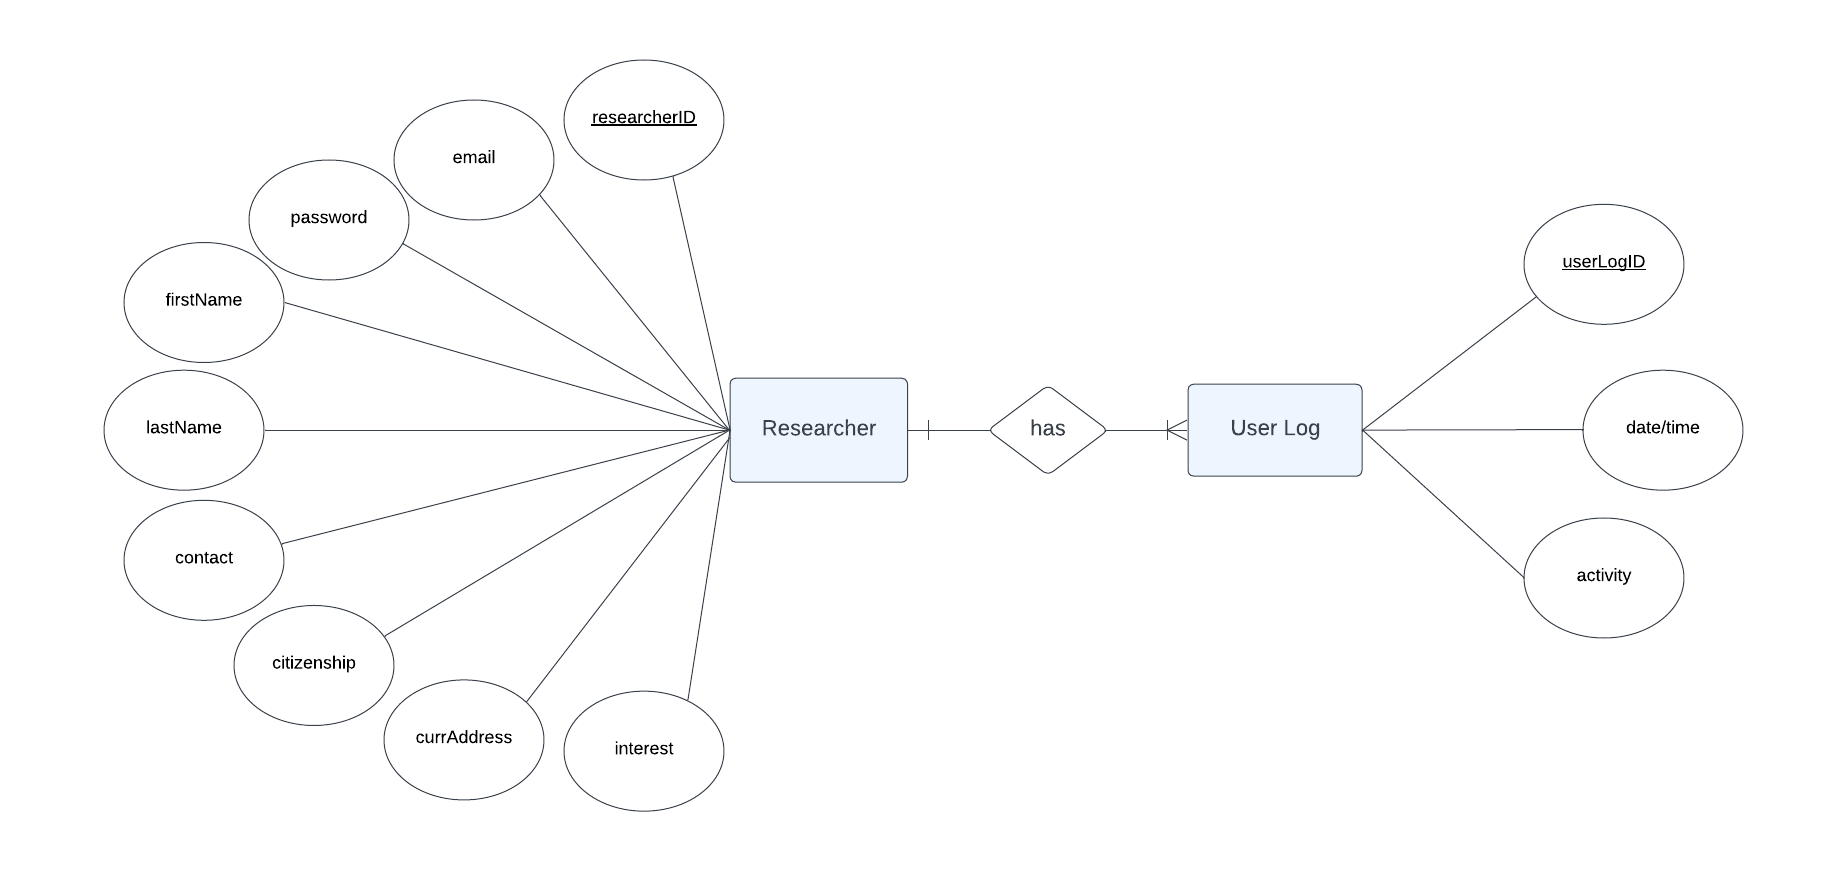 researcherID
email
password
firstName
lastName
contact
citizenship
currAddress
interest
Researcher
has
User Log
userLogID
date/time
activity